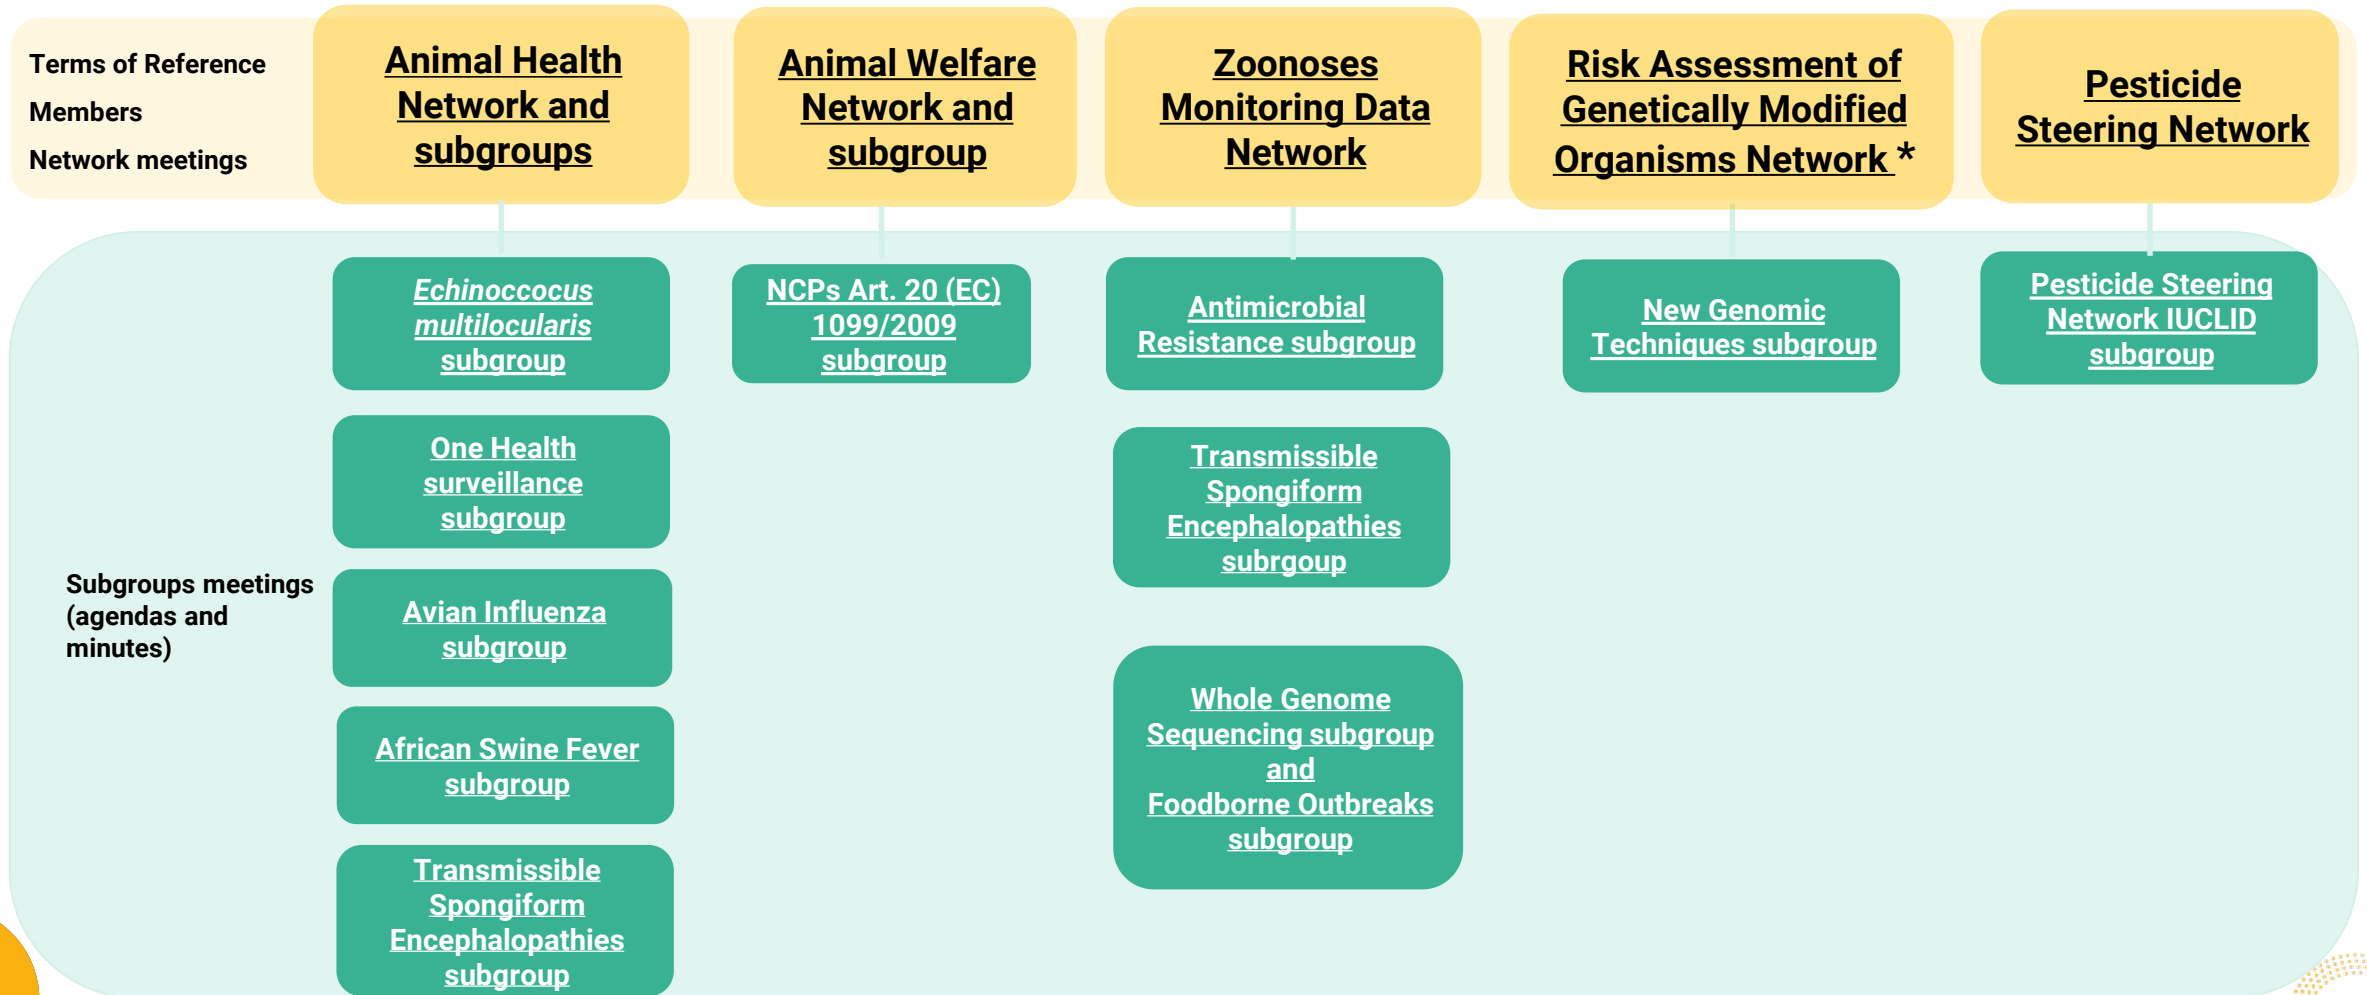 Terms of Reference
Members
Network meetings
Animal Health
Network and
subgroups
Animal Welfare
Network and
subgroup
Zoonoses
Monitoring Data
Network
Risk Assessment of
Genetically Modified
Organisms Network *
Pesticide
Steering Network
Subgroups meetings
(agendas and
minutes)
Echinoccocus
multilocularis
subgroup
One Health
surveillance
subgroup
Avian Influenza
subgroup
African Swine Fever
subgroup
Transmissible
Spongiform
Encephalopathies
subgroup
NCPs Art. 20 (EC)
1099/2009
subgroup
Antimicrobial
Resistance subgroup
Transmissible
Spongiform
Encephalopathies
subrgoup
Whole Genome
Sequencing subgroup
and
Foodborne Outbreaks
subgroup
New Genomic
Techniques subgroup
Pesticide Steering
Network IUCLID
subgroup